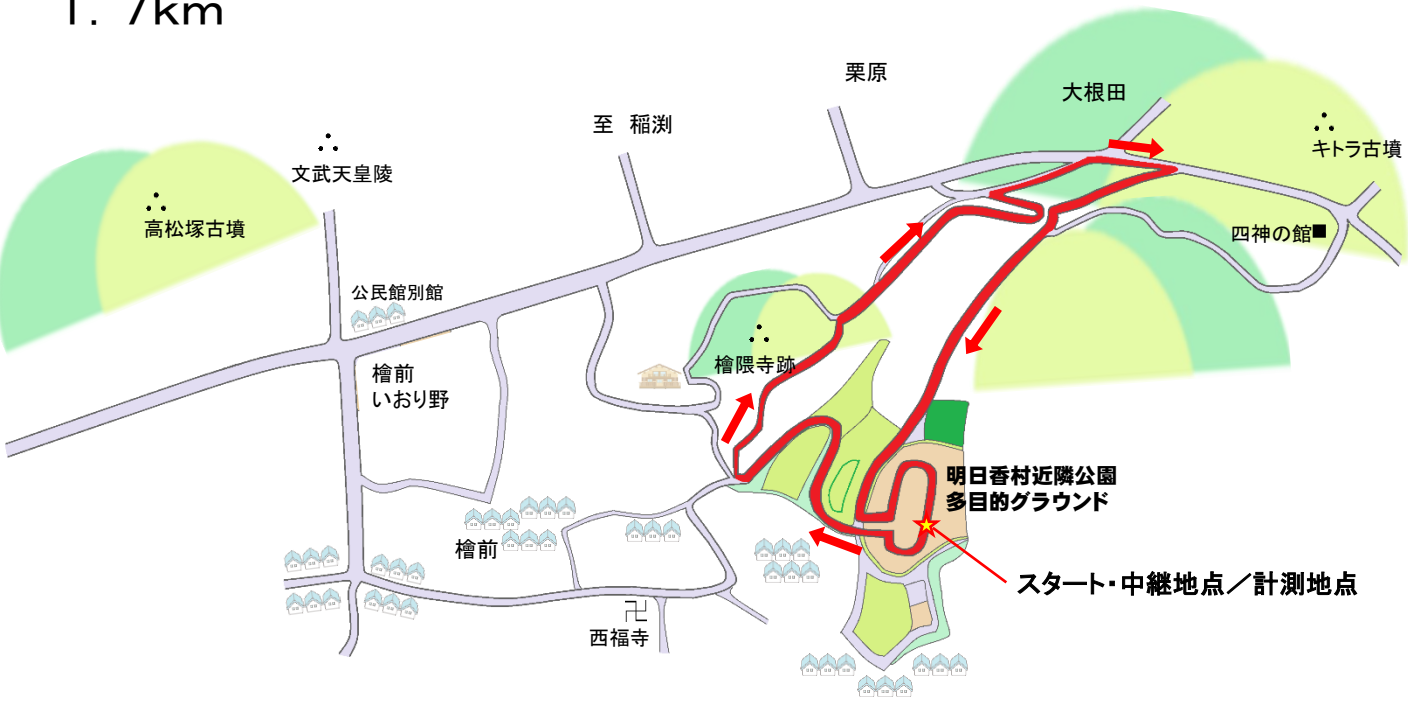 1．7km
栗原
大根田
至　稲渕
キトラ古墳
文武天皇陵
高松塚古墳
四神の館■
公民館別館
檜隈寺跡
檜前
いおり野
明日香村近隣公園
多目的グラウンド
檜前
スタート・中継地点／計測地点
卍
西福寺